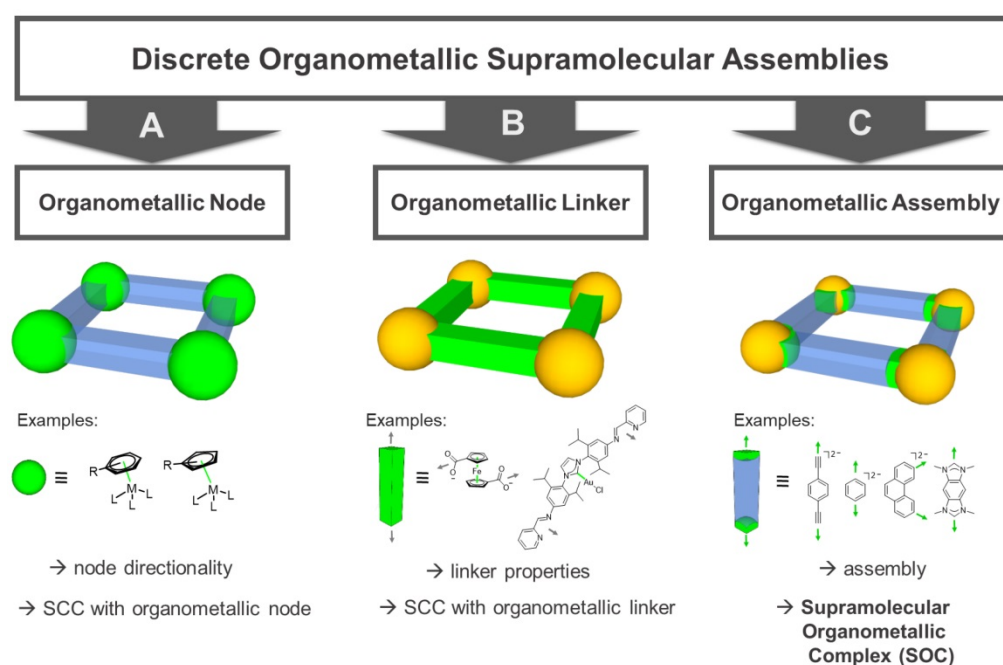 Discrete Organometallic Supramolecular Assemblies
A
B
C
Organometallic Node
Organometallic Linker
Organometallic Assembly
Examples:
Examples:
Examples:
≡
R
M
L
L
L
R
M
L
L
L
≡
O
O⁻
Fe
O
O⁻
N
N
N
N
Au
Cl
N
N
≡
2−
2−
2−
N
N
N
N
→ node directionality
→ SCC with organometallic node
→ linker properties
→ SCC with organometallic linker
→ assembly
→ Supramolecular
Organometallic
Complex (SOC)